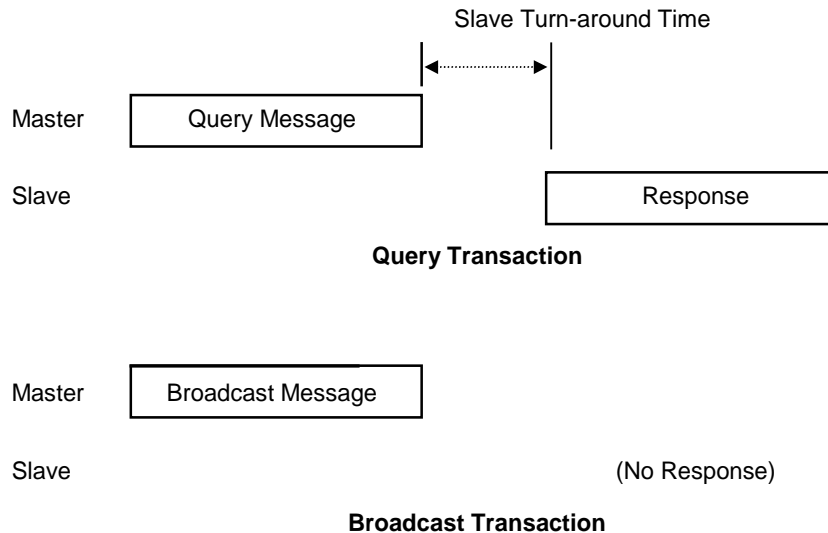 Slave Turn-around Time
Master Query Message
Slave Response
Query Transaction
Master Broadcast Message
Slave (No Response)
Broadcast Transaction